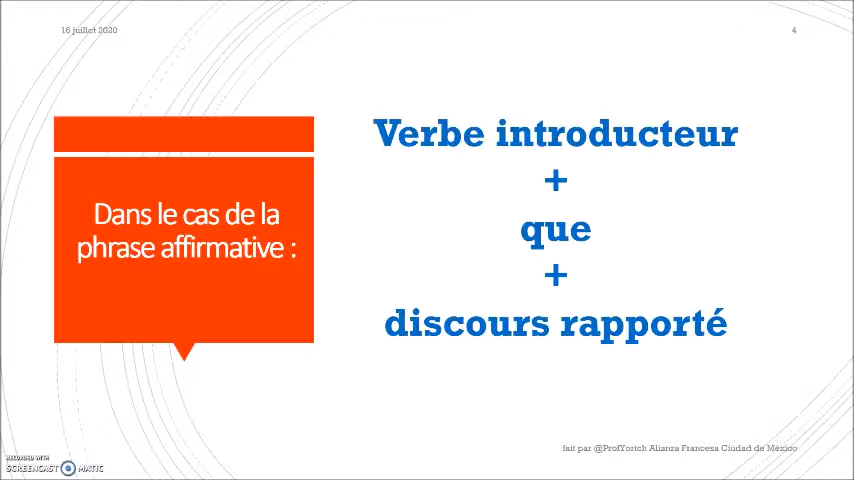 16 juillet 2020
4
Dans le cas de la
phrase affirmative :
Verbe introducteur
+
que
+
discours rapporté
fait par @ProfYortch Alianza Francesa Ciudad de México
RECORDED WITH
SCREENCAST MATIC